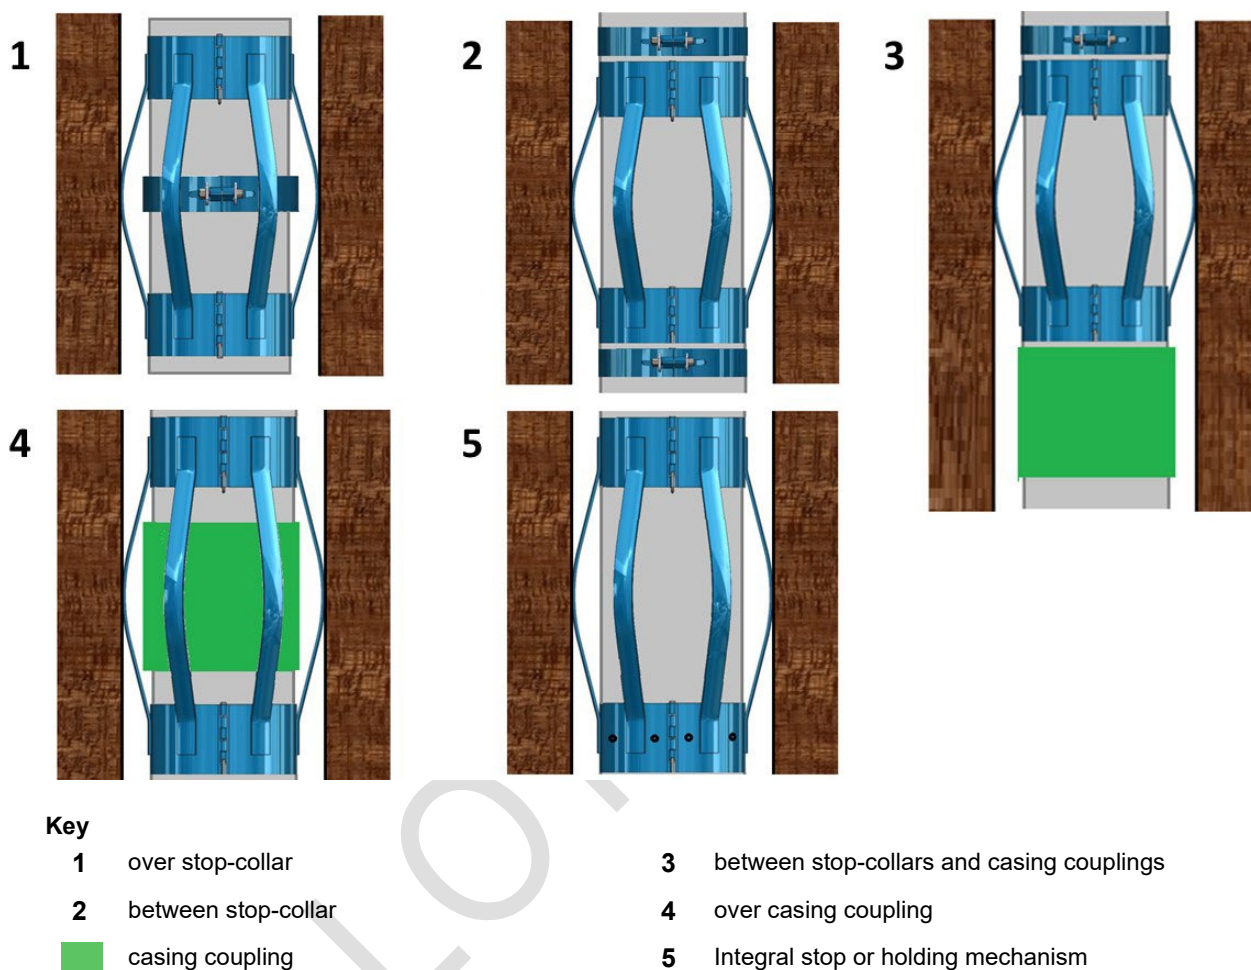 1
2
3
4
5
Key
1 over stop-collar
2 between stop-collar
casing coupling
3 between stop-collars and casing couplings
4 over casing coupling
5 Integral stop or holding mechanism